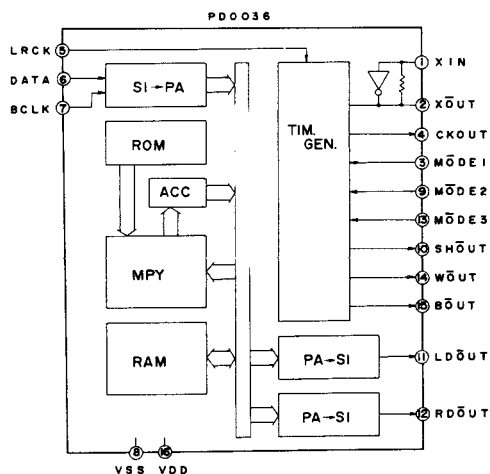 PD0036
LRCK 5
DATA 6
BCLK 7
SI→PA
ROM
ACC
MPY
RAM
TIM.
GEN.
1 XIN
2 XOUT
4 CKOUT
3 MODE1
9 MODE2
13 MODE3
10 SHOUT
14 WOUT
15 BOUT
PA→SI
11 LDOUT
PA→SI
12 RDOUT
8 16
VSS VDD